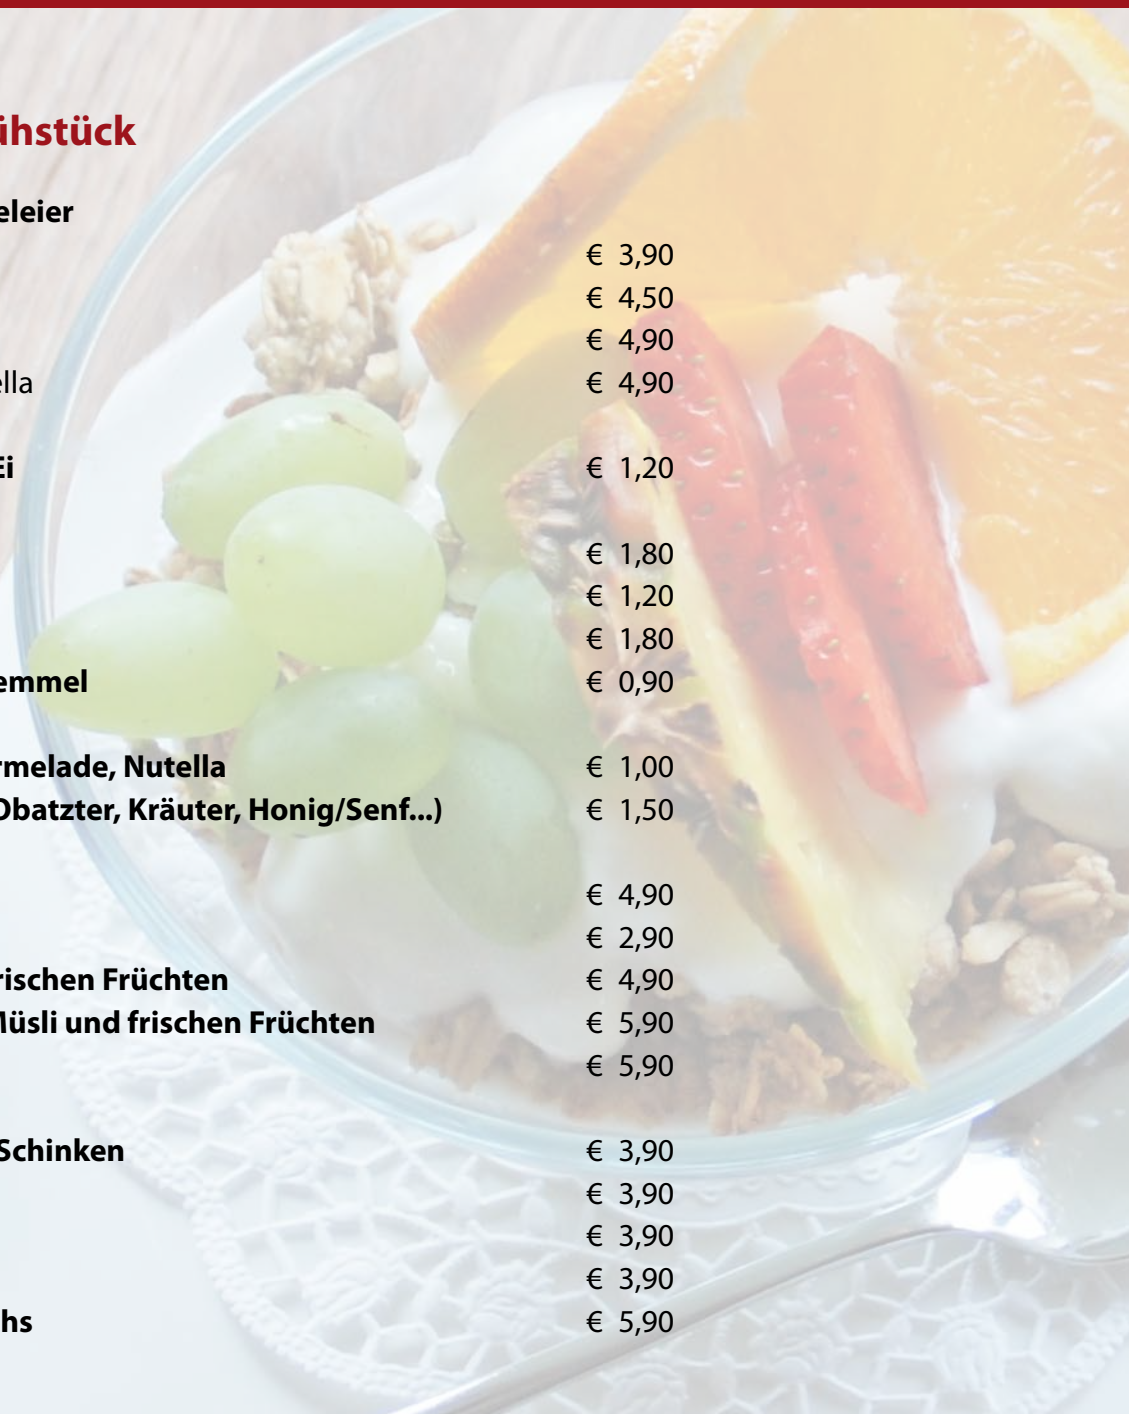 ühstück
eleier
€ 3,90
€ 4,50
€ 4,90
ella € 4,90
Ei € 1,20
€ 1,80
€ 1,20
€ 1,80
emmel € 0,90
rmelade, Nutella € 1,00
Obatzter, Kräuter, Honig/Senf...) € 1,50
€ 4,90
€ 2,90
rischen Früchten € 4,90
Müsli und frischen Früchten € 5,90
€ 5,90
Schinken € 3,90
€ 3,90
€ 3,90
€ 3,90
hs € 5,90